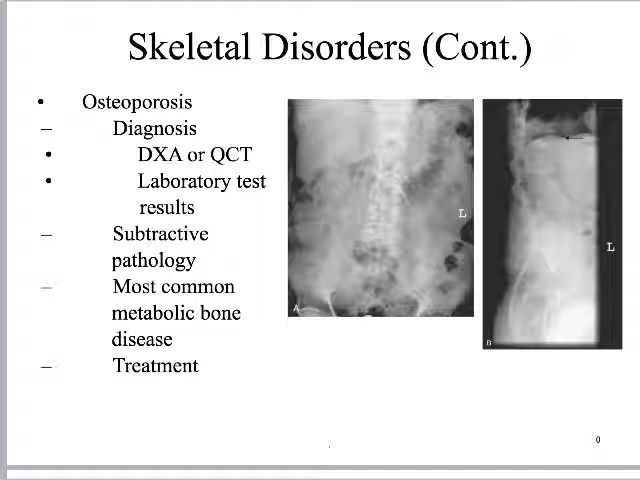 Skeletal Disorders (Cont.)
• Osteoporosis
– Diagnosis
• DXA or QCT
• Laboratory test
results
– Subtractive
pathology
– Most common
metabolic bone
disease
– Treatment
L
A
L
B
0